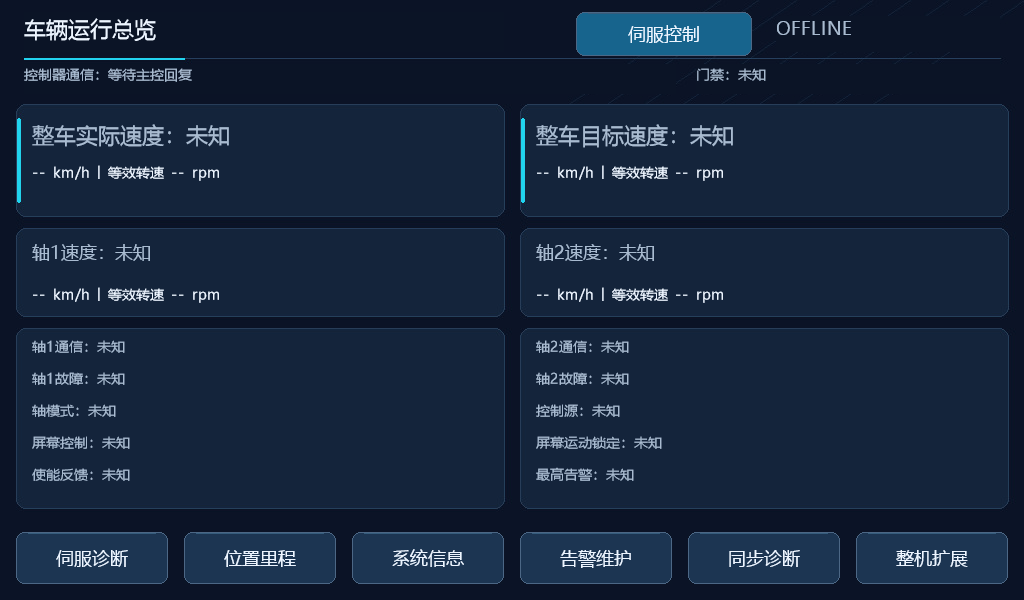 车辆运行总览
伺服控制
OFFLINE
控制器通信：等待主控回复
门禁：未知
整车实际速度：未知
-- km/h | 等效转速 -- rpm
整车目标速度：未知
-- km/h | 等效转速 -- rpm
轴1速度：未知
-- km/h | 等效转速 -- rpm
轴2速度：未知
-- km/h | 等效转速 -- rpm
轴1通信：未知
轴1故障：未知
轴模式：未知
屏幕控制：未知
使能反馈：未知
轴2通信：未知
轴2故障：未知
控制源：未知
屏幕运动锁定：未知
最高告警：未知
伺服诊断
位置里程
系统信息
告警维护
同步诊断
整机扩展